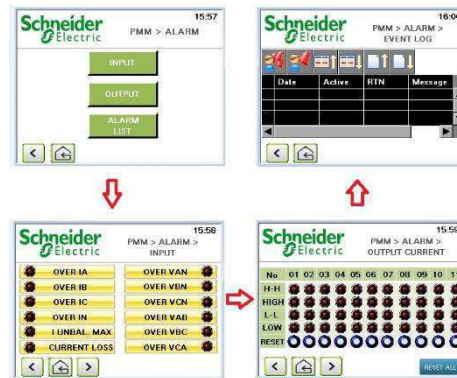 15:57
Schneider
Electric
PMM > ALARM
INPUT
OUTPUT
ALARM
LIST
Schneider
Electric
PMM > ALARM >
EVENT LOG
Date Active RTN Message
15:58
Schneider
Electric
PMM > ALARM >
INPUT
OVER IA OVER VAN
OVER IB OVER VBN
OVER IC OVER VCN
OVER IN OVER VAB
I UNBAL. MAX OVER VBC
CURRENT LOSS OVER VCA
Schneider
Electric
PMM > ALARM >
OUTPUT CURRENT
No 01 02 03 04 05 06 07 08 09 10
H-H
HIGH
L-L
LOW
RESET
RESET ALL